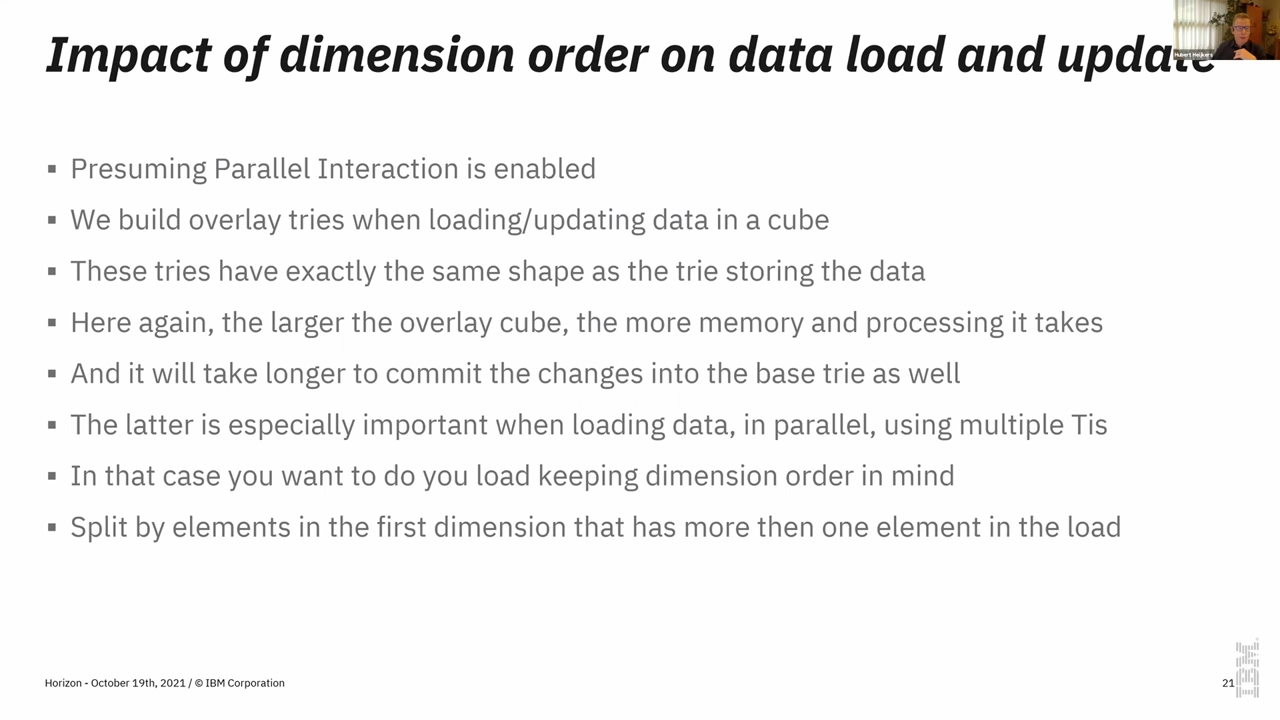 Impact of dimension order on data load and update
Hubert Heijkers
▪ Presuming Parallel Interaction is enabled
▪ We build overlay tries when loading/updating data in a cube
▪ These tries have exactly the same shape as the trie storing the data
▪ Here again, the larger the overlay cube, the more memory and processing it takes
▪ And it will take longer to commit the changes into the base trie as well
▪ The latter is especially important when loading data, in parallel, using multiple Tis
▪ In that case you want to do you load keeping dimension order in mind
▪ Split by elements in the first dimension that has more then one element in the load
Horizon - October 19th, 2021 / © IBM Corporation
21
IBM